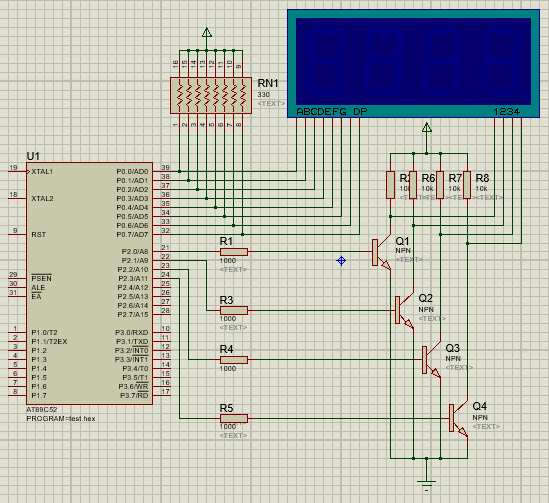 16 15 14 13 12 11 10 9
RN1
330
<TEXT>
1 2 3 4 5 6 7 8
ABCDEFG DP
1234
U1
19 XTAL1
18 XTAL2
9 RST
29 PSEN
30 ALE
31 EA
1 P1.0/T2
2 P1.1/T2EX
3 P1.2
4 P1.3
5 P1.4
6 P1.5
7 P1.6
8 P1.7
P0.0/AD0 39
P0.1/AD1 38
P0.2/AD2 37
P0.3/AD3 36
P0.4/AD4 35
P0.5/AD5 34
P0.6/AD6 33
P0.7/AD7 32
P2.0/A8 21
P2.1/A9 22
P2.2/A10 23
P2.3/A11 24
P2.4/A12 25
P2.5/A13 26
P2.6/A14 27
P2.7/A15 28
P3.0/RXD 10
P3.1/TXD 11
P3.2/INT0 12
P3.3/INT1 13
P3.4/T0 14
P3.5/T1 15
P3.6/WR 16
P3.7/RD 17
AT89C52
PROGRAM=test.hex
R1
1000
<TEXT>
R3
1000
<TEXT>
R4
1000
<TEXT>
R5
1000
<TEXT>
R6
10k
R7
10k
R8
10k
<TEXT>
Q1
NPN
<TEXT>
Q2
NPN
<TEXT>
Q3
NPN
<TEXT>
Q4
NPN
<TEXT>